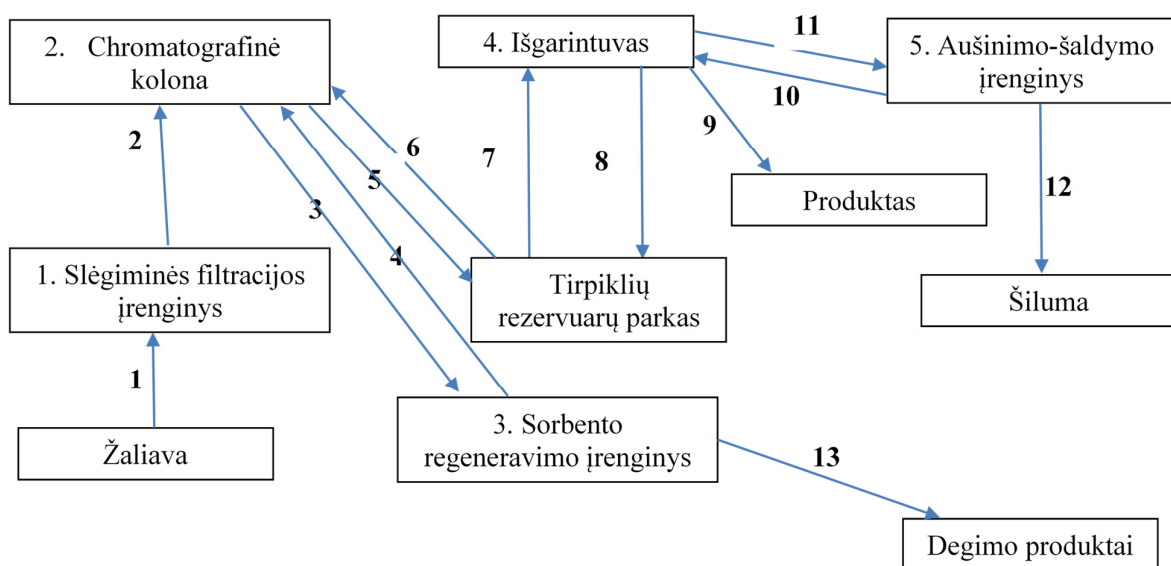 2. Chromatografinė
kolona
4. Išgarintuvas
11
5. Aušinimo-šaldymo
įrenginys
10
2
6
7
8
9
5
3
12
Produktas
1. Slėgiminės filtracijos
įrenginys
4
Tirpiklių
rezervuarų parkas
Šiluma
1
3. Sorbento
regeneravimo įrenginys
Žaliava
13
Degimo produktai